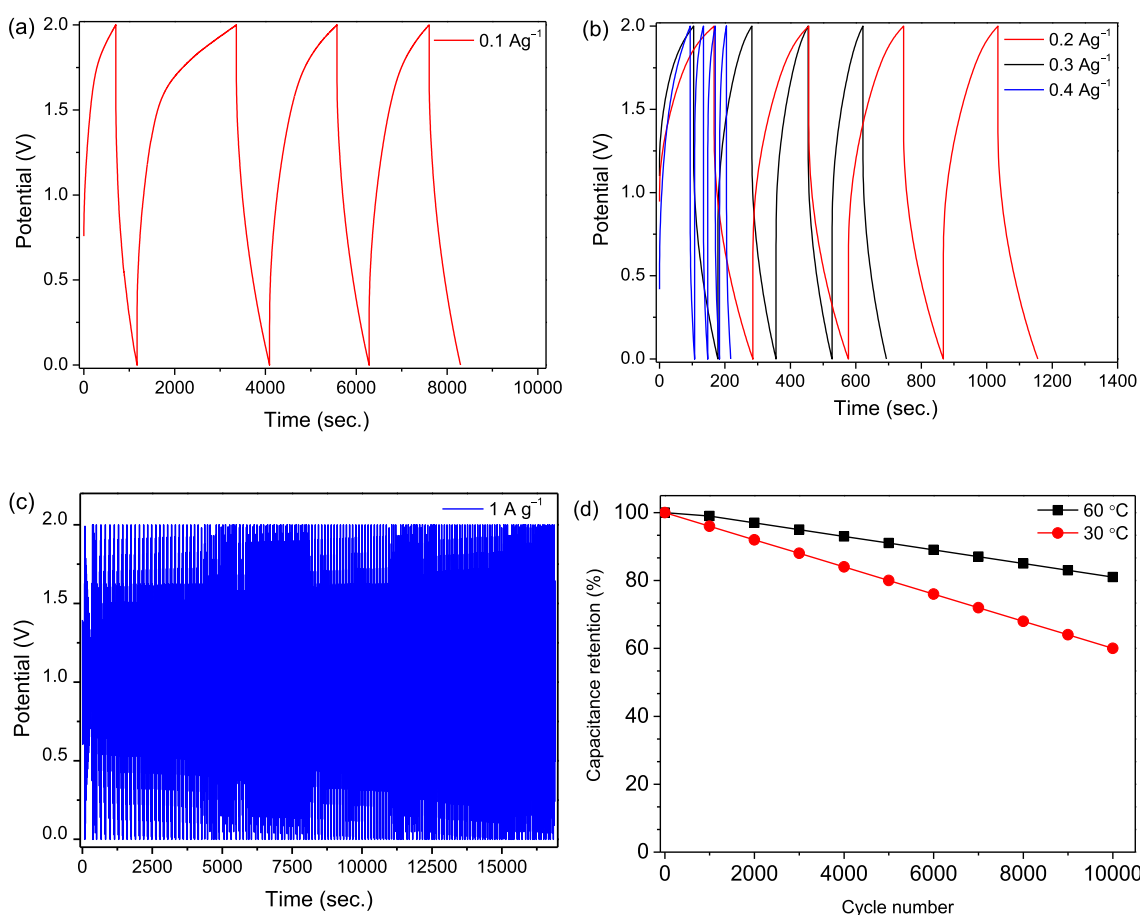 (a)
0.1 Ag⁻¹
2.0
1.5
1.0
0.5
0.0
Potential (V)
0 2000 4000 6000 8000 10000
Time (sec.)
(b)
0.2 Ag⁻¹
0.3 Ag⁻¹
0.4 Ag⁻¹
2.0
1.5
1.0
0.5
0.0
Potential (V)
0 200 400 600 800 1000 1200 1400
Time (sec.)
(c)
1 A g⁻¹
2.0
1.5
1.0
0.5
0.0
Potential (V)
0 2500 5000 7500 10000 12500 15000
Time (sec.)
(d)
60 °C
30 °C
100
80
60
40
20
0
Capacitance retention (%)
0 2000 4000 6000 8000 10000
Cycle number